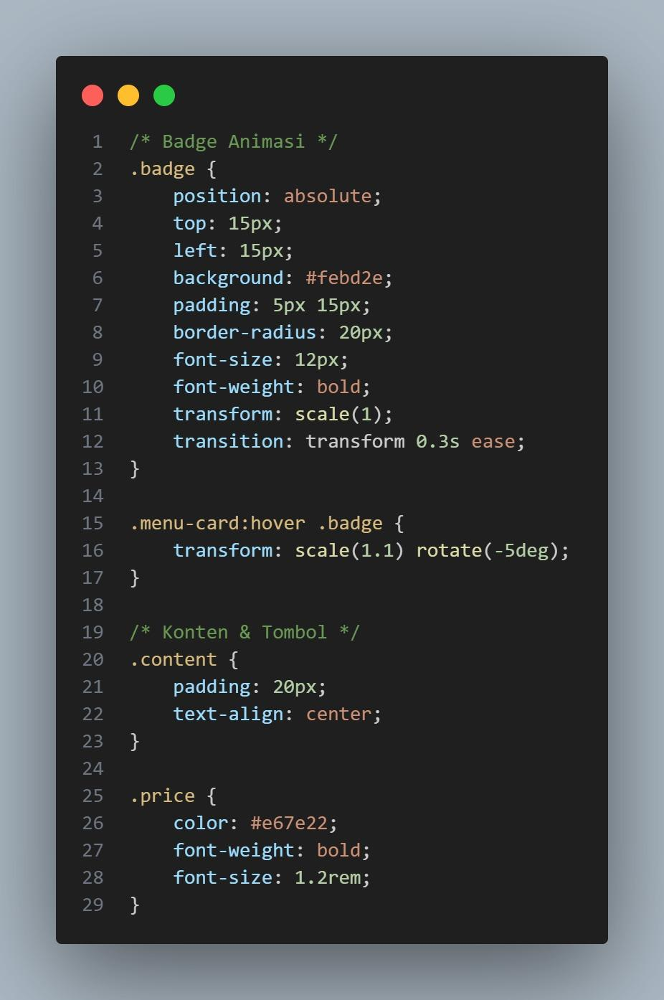 1 /* Badge Animasi */
2 .badge {
3     position: absolute;
4     top: 15px;
5     left: 15px;
6     background: #febd2e;
7     padding: 5px 15px;
8     border-radius: 20px;
9     font-size: 12px;
10     font-weight: bold;
11     transform: scale(1);
12     transition: transform 0.3s ease;
13 }
14
15 .menu-card:hover .badge {
16     transform: scale(1.1) rotate(-5deg);
17 }
18
19 /* Konten & Tombol */
20 .content {
21     padding: 20px;
22     text-align: center;
23 }
24
25 .price {
26     color: #e67e22;
27     font-weight: bold;
28     font-size: 1.2rem;
29 }